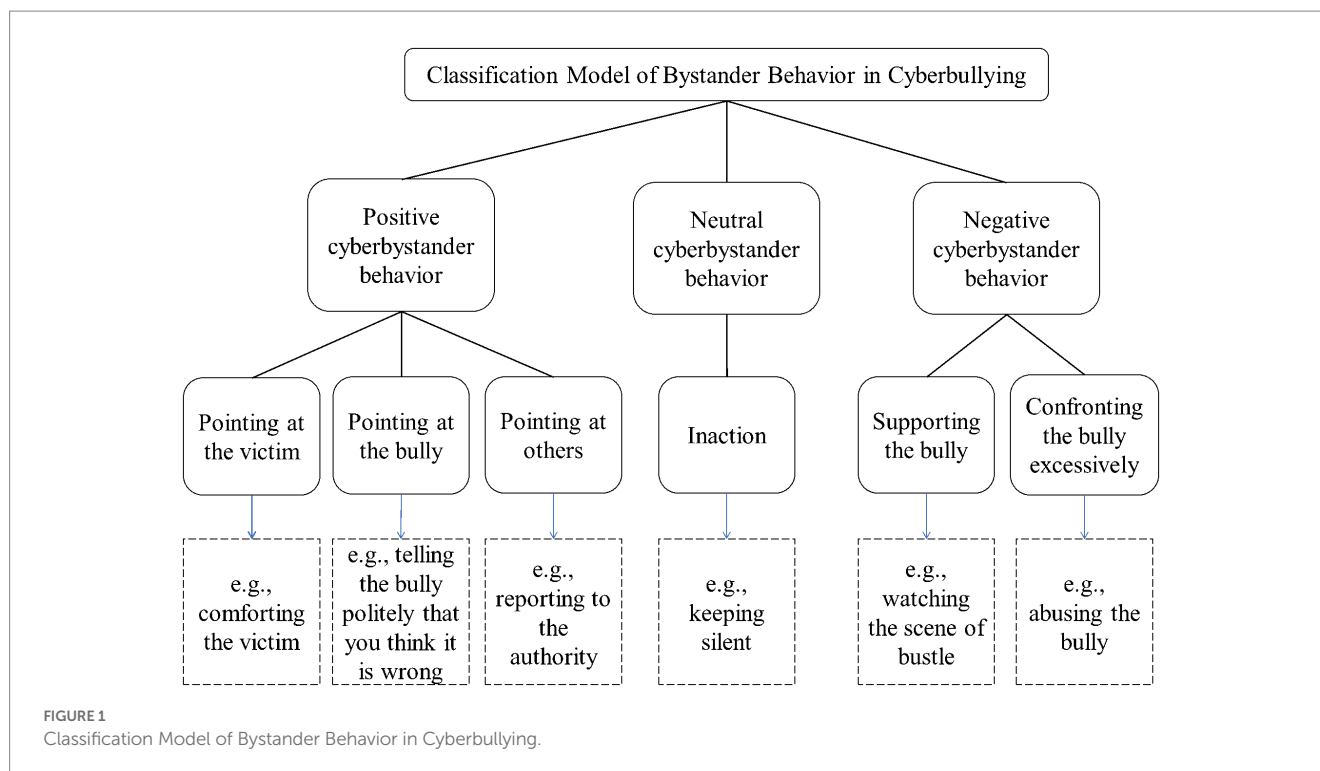 Classification Model of Bystander Behavior in Cyberbullying
Positive
cyberbystander
behavior
Neutral
cyberbystander
behavior
Negative
cyberbystander
behavior
Pointing at
the victim
Pointing at
the bully
Pointing at
others
Inaction
Supporting
the bully
Confronting
the bully
excessively
e.g.,
comforting
the victim
e.g., telling
the bully
politely that
you think it
is wrong
e.g.,
reporting to
the
authority
e.g.,
keeping
silent
e.g.,
watching
the scene of
bustle
e.g.,
abusing the
bully
FIGURE 1
Classification Model of Bystander Behavior in Cyberbullying.